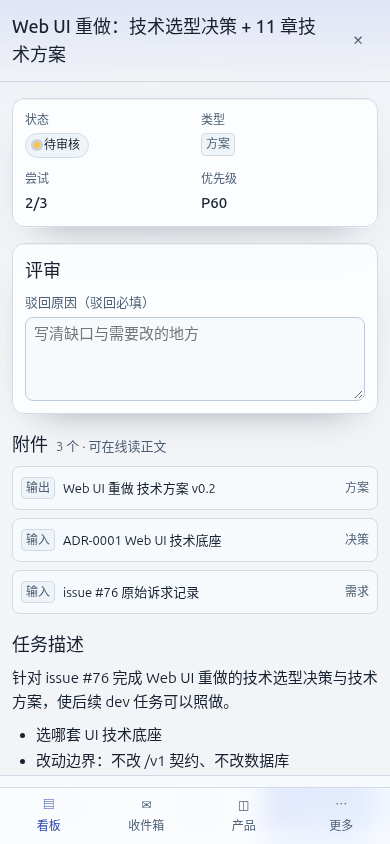 Web UI 重做：技术选型决策 + 11 章技
术方案
×
状态
类型
待审核
方案
尝试
优先级
2/3
P60
评审
驳回原因（驳回必填）
写清缺口与需要改的地方
附件 3 个 · 可在线读正文
输出 Web UI 重做 技术方案 v0.2 方案
输入 ADR-0001 Web UI 技术底座 决策
输入 issue #76 原始诉求记录 需求
任务描述
针对 issue #76 完成 Web UI 重做的技术选型决策与技术
方案，使后续 dev 任务可以照做。
• 选哪套 UI 技术底座
• 改动边界：不改 /v1 契约、不改数据库
看板 收件箱 产品 更多